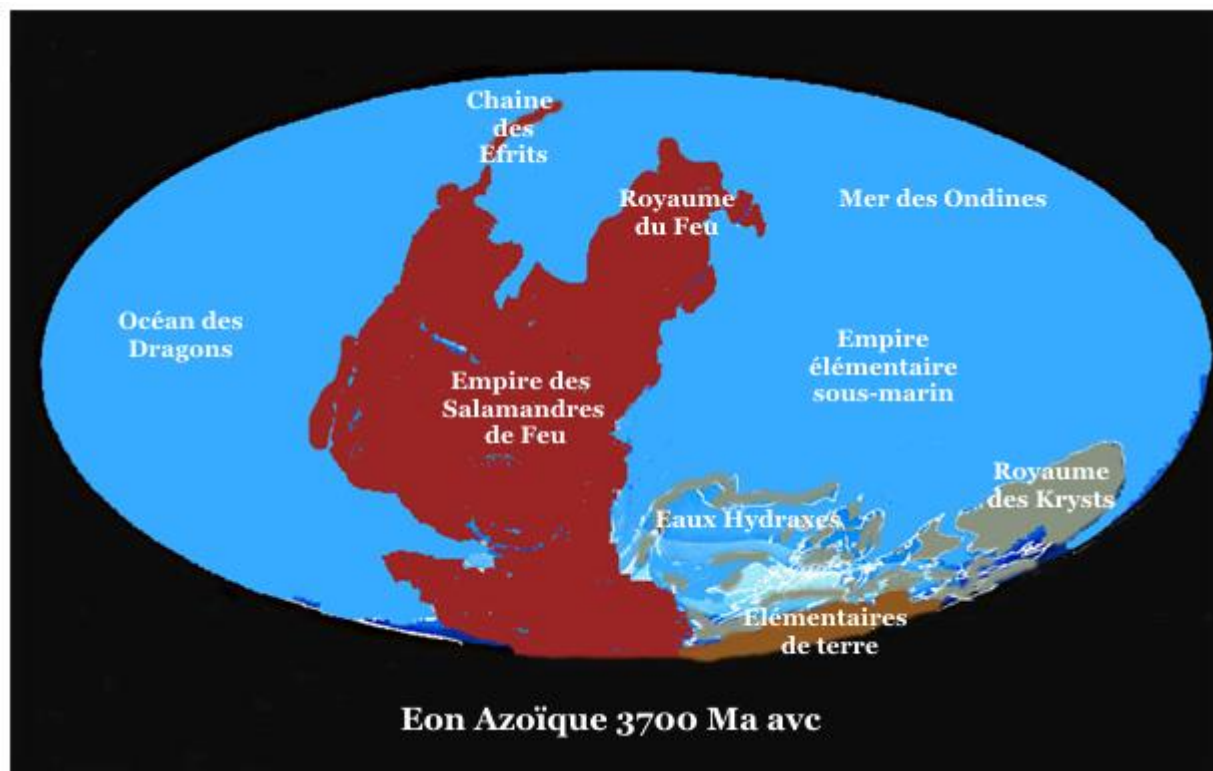 Chaine
des
Efrits
Royaume
du Feu
Mer des Ondines
Océan des
Dragons
Empire
élémentaire
sous-marin
Empire des
Salamandres
de Feu
Royaume
des Krysts
Eaux Hydraxes
Elémentaires
de terre
Eon Azoïque 3700 Ma avc